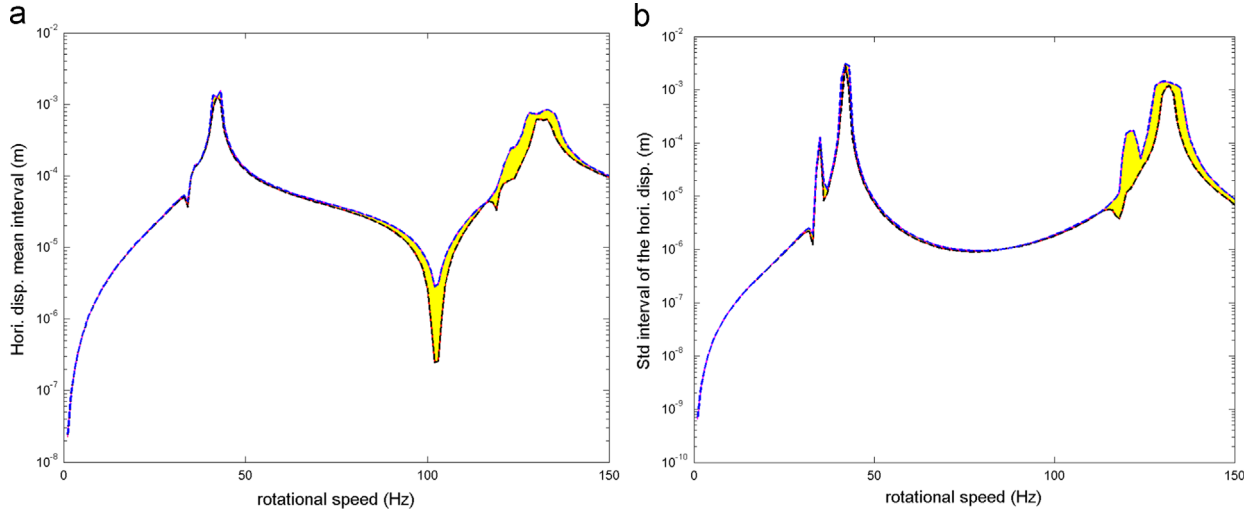 a
10⁻²
10⁻³
10⁻⁴
10⁻⁵
10⁻⁶
10⁻⁷
10⁻⁸
Hori. disp. mean interval (m)
0 50 100 150
rotational speed (Hz)
b
10⁻²
10⁻³
10⁻⁴
10⁻⁵
10⁻⁶
10⁻⁷
10⁻⁸
10⁻⁹
10⁻¹⁰
Std interval of the hori. disp. (m)
0 50 100 150
rotational speed (Hz)